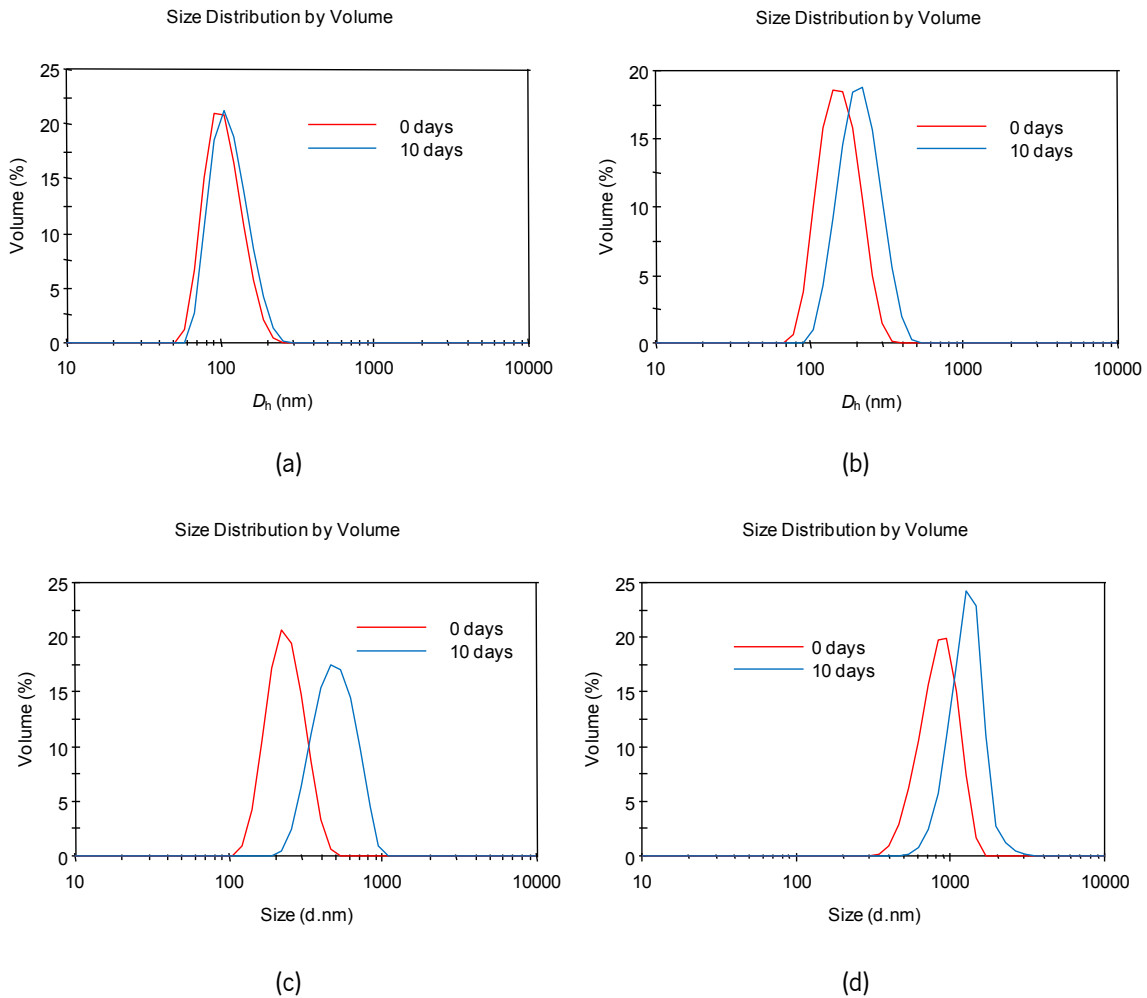 Size Distribution by Volume
25
20
15
10
5
0
Volume (%)
0 days
10 days
10 100 1000 10000
D_h (nm)
(a)
Size Distribution by Volume
20
15
10
5
0
Volume (%)
0 days
10 days
10 100 1000 10000
D_h (nm)
(b)
Size Distribution by Volume
25
20
15
10
5
0
Volume (%)
0 days
10 days
10 100 1000 10000
Size (d.nm)
(c)
Size Distribution by Volume
25
20
15
10
5
0
Volume (%)
0 days
10 days
10 100 1000 10000
Size (d.nm)
(d)